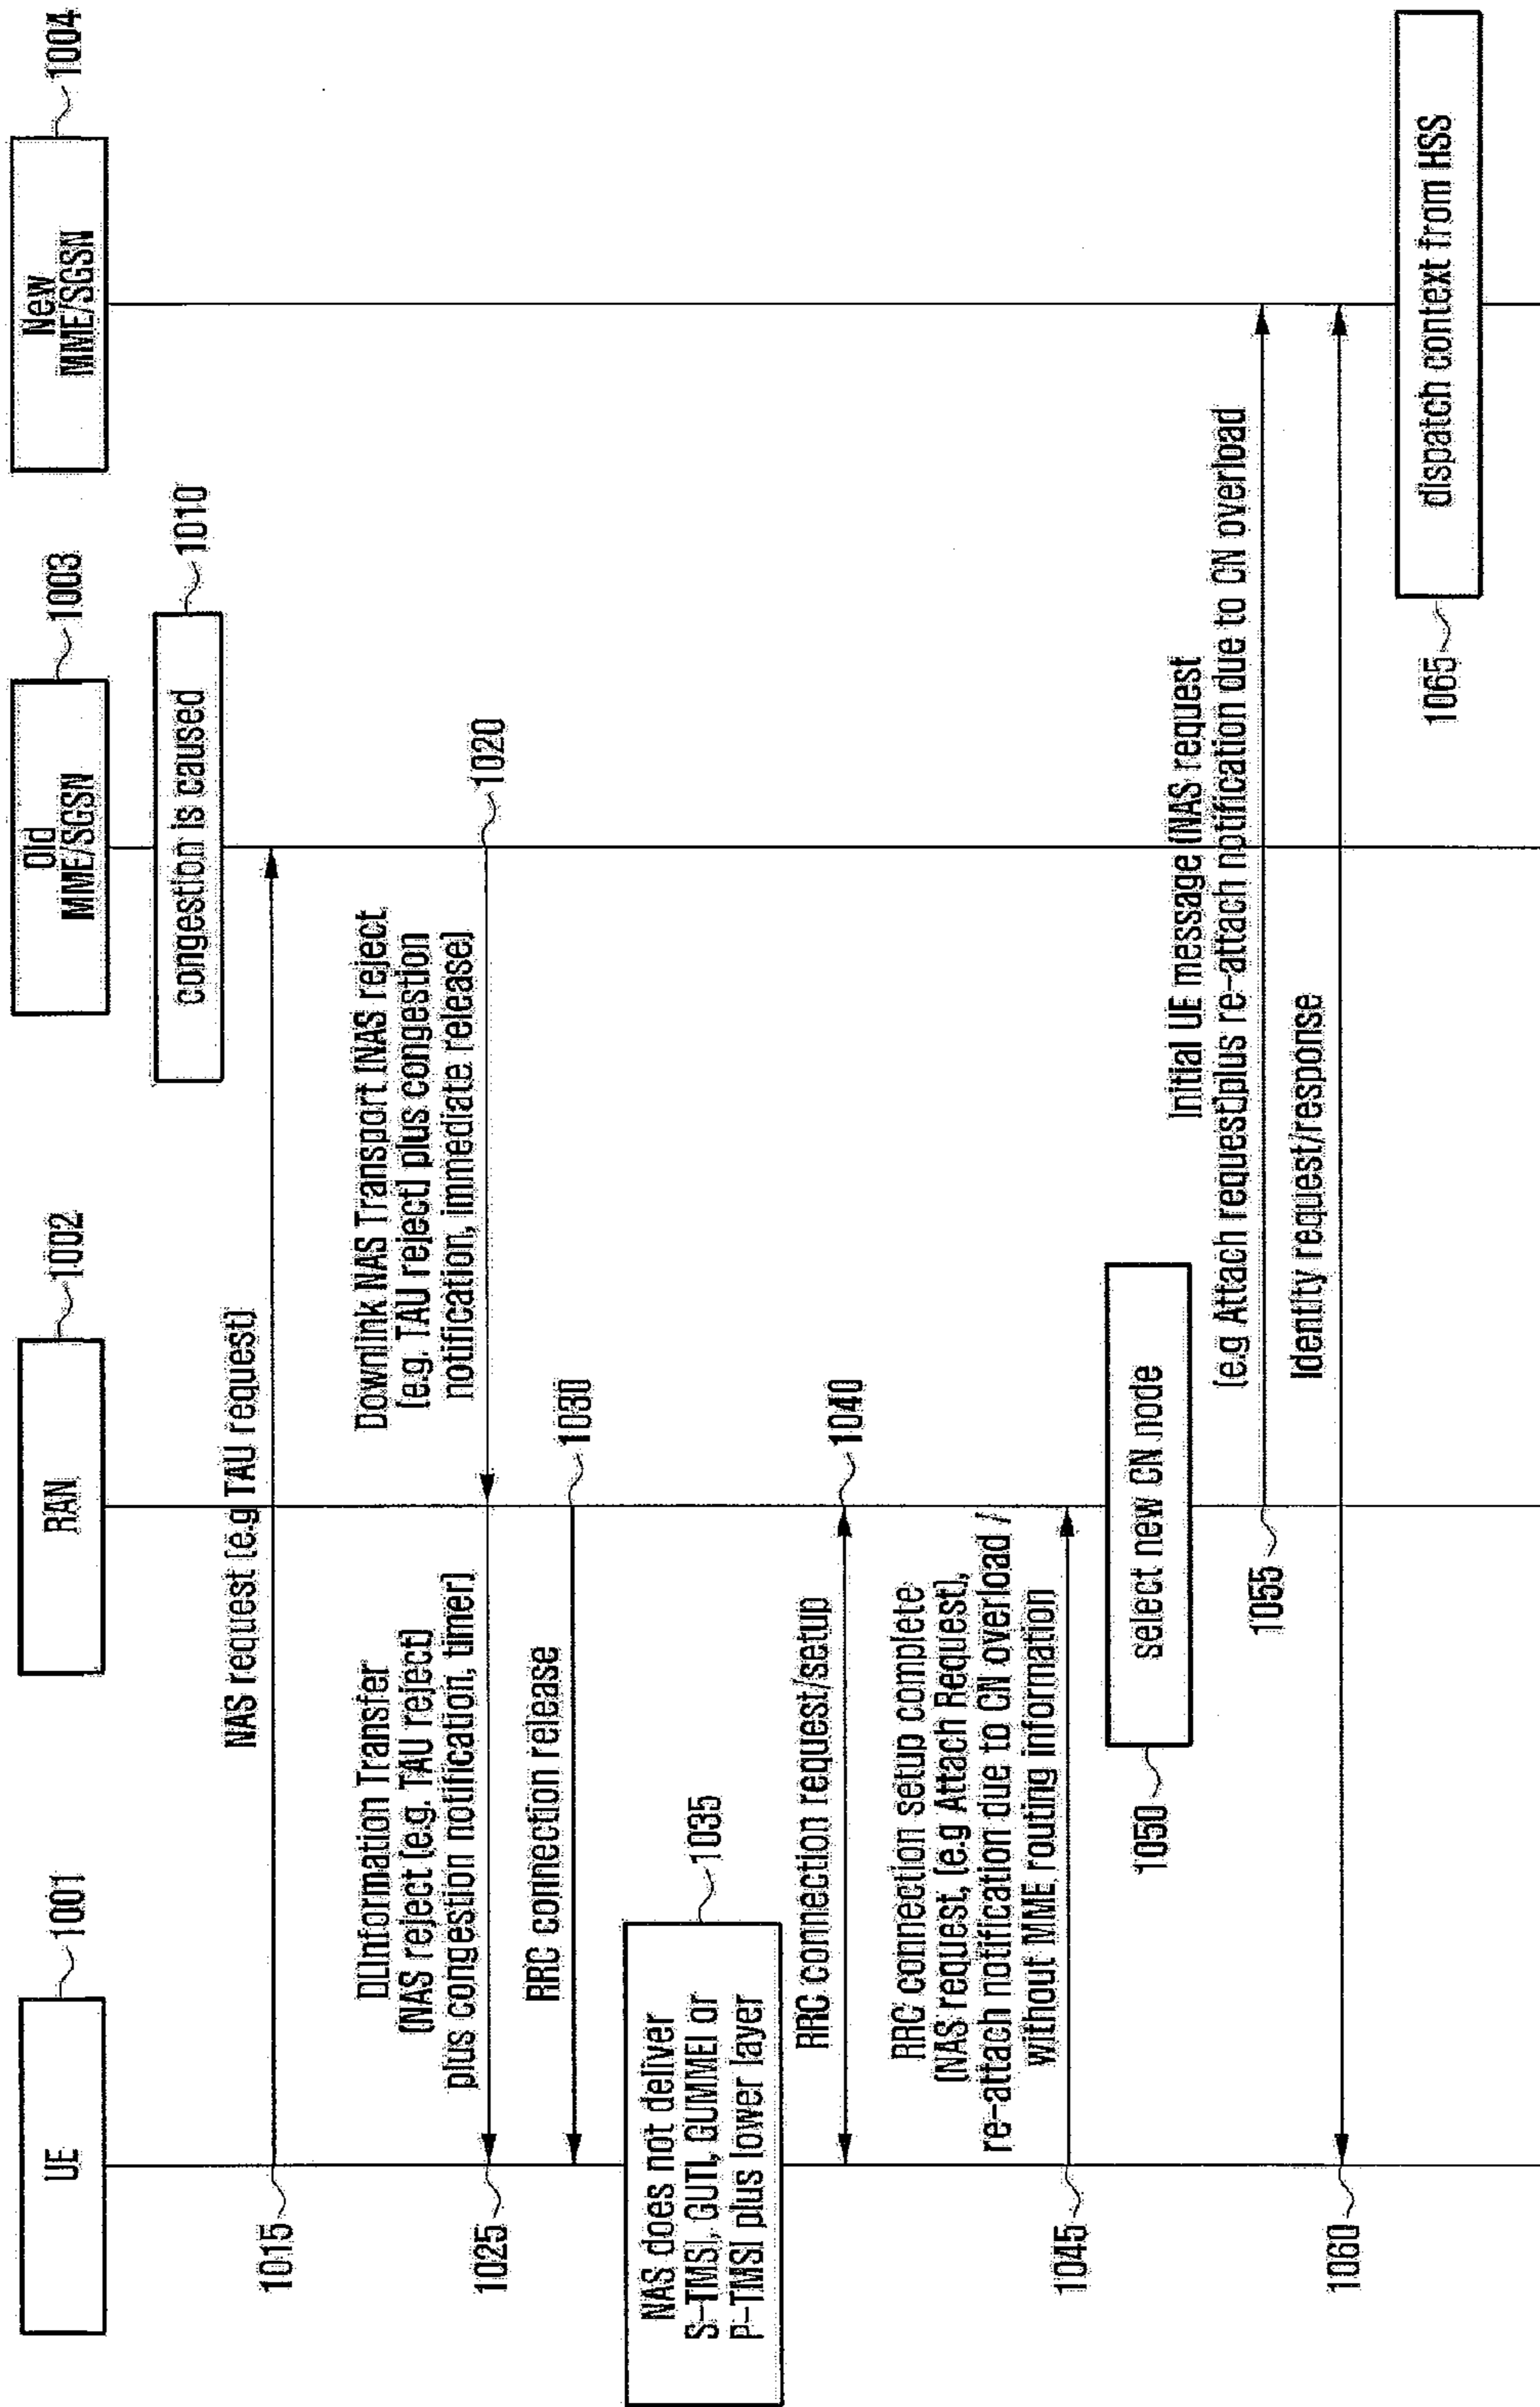 UE
1001
RAN
1002
Old
MME/SGSN
1003
New
MME/SGSN
1004
congestion is caused
1010
NAS request (e.g TAU request)
1015
Downlink NAS Transport (NAS reject
(e.g. TAU reject) plus congestion
notification, immediate release)
1020
DLInformation Transfer
(NAS reject (e.g. TAU reject)
plus congestion notification, timer)
1025
RRC connection release
1030
NAS does not deliver
S-TMSI, GUTI, GUMMEI or
P-TMSI plus lower layer
1035
RRC connection request/setup
1040
RRC connection setup complete
(NAS request, (e.g Attach Request),
re-attach notification due to CN overload /
without MME routing information
1045
select new CN node
1050
Initial UE message (NAS request
(e.g Attach request)plus re-attach notification due to CN overload
1055
Identity request/response
1060
dispatch context from HSS
1065